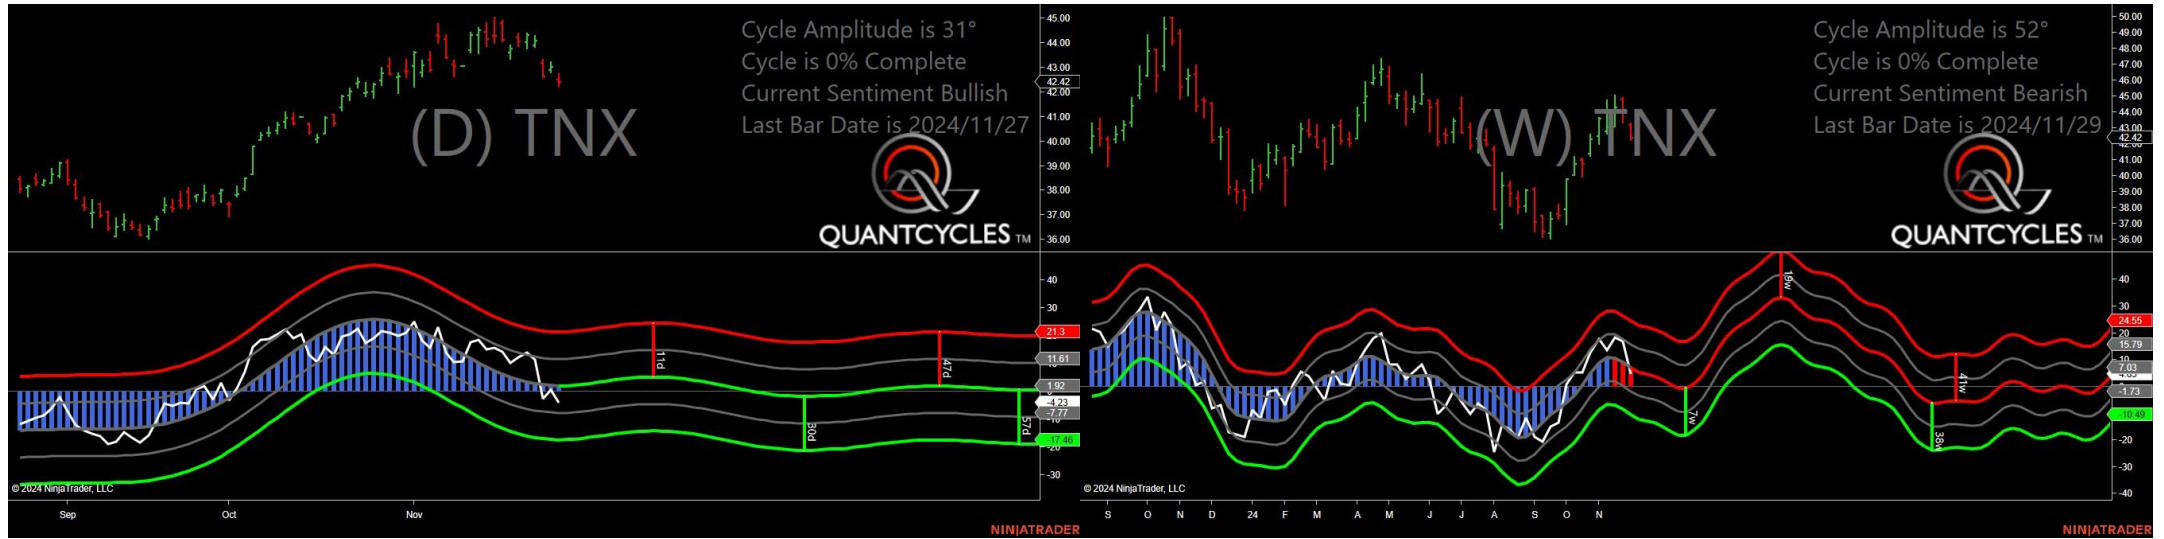 Cycle Amplitude is 31°
Cycle is 0% Complete
Current Sentiment Bullish
Last Bar Date is 2024/11/27
(D) TNX
QUANTCYCLES TM
45.00
44.00
43.00
42.42
42.00
41.00
40.00
39.00
38.00
37.00
36.00
40
30
21.3
11.61
1.92
-4.23
-7.77
-17.46
-20
-30
11d
30d
47d
57d
© 2024 NinjaTrader, LLC
Sep Oct Nov
NINJATRADER
Cycle Amplitude is 52°
Cycle is 0% Complete
Current Sentiment Bearish
Last Bar Date is 2024/11/29
(W) TNX
QUANTCYCLES TM
50.00
49.00
48.00
47.00
46.00
45.00
44.00
43.00
42.42
42.00
41.00
40.00
39.00
38.00
37.00
36.00
40
30
24.55
15.79
10
7.03
-1.73
-10.49
-20
-30
-40
7w
19w
38w
41w
© 2024 NinjaTrader, LLC
S O N D 24 F M A M J J A S O N
NINJATRADER